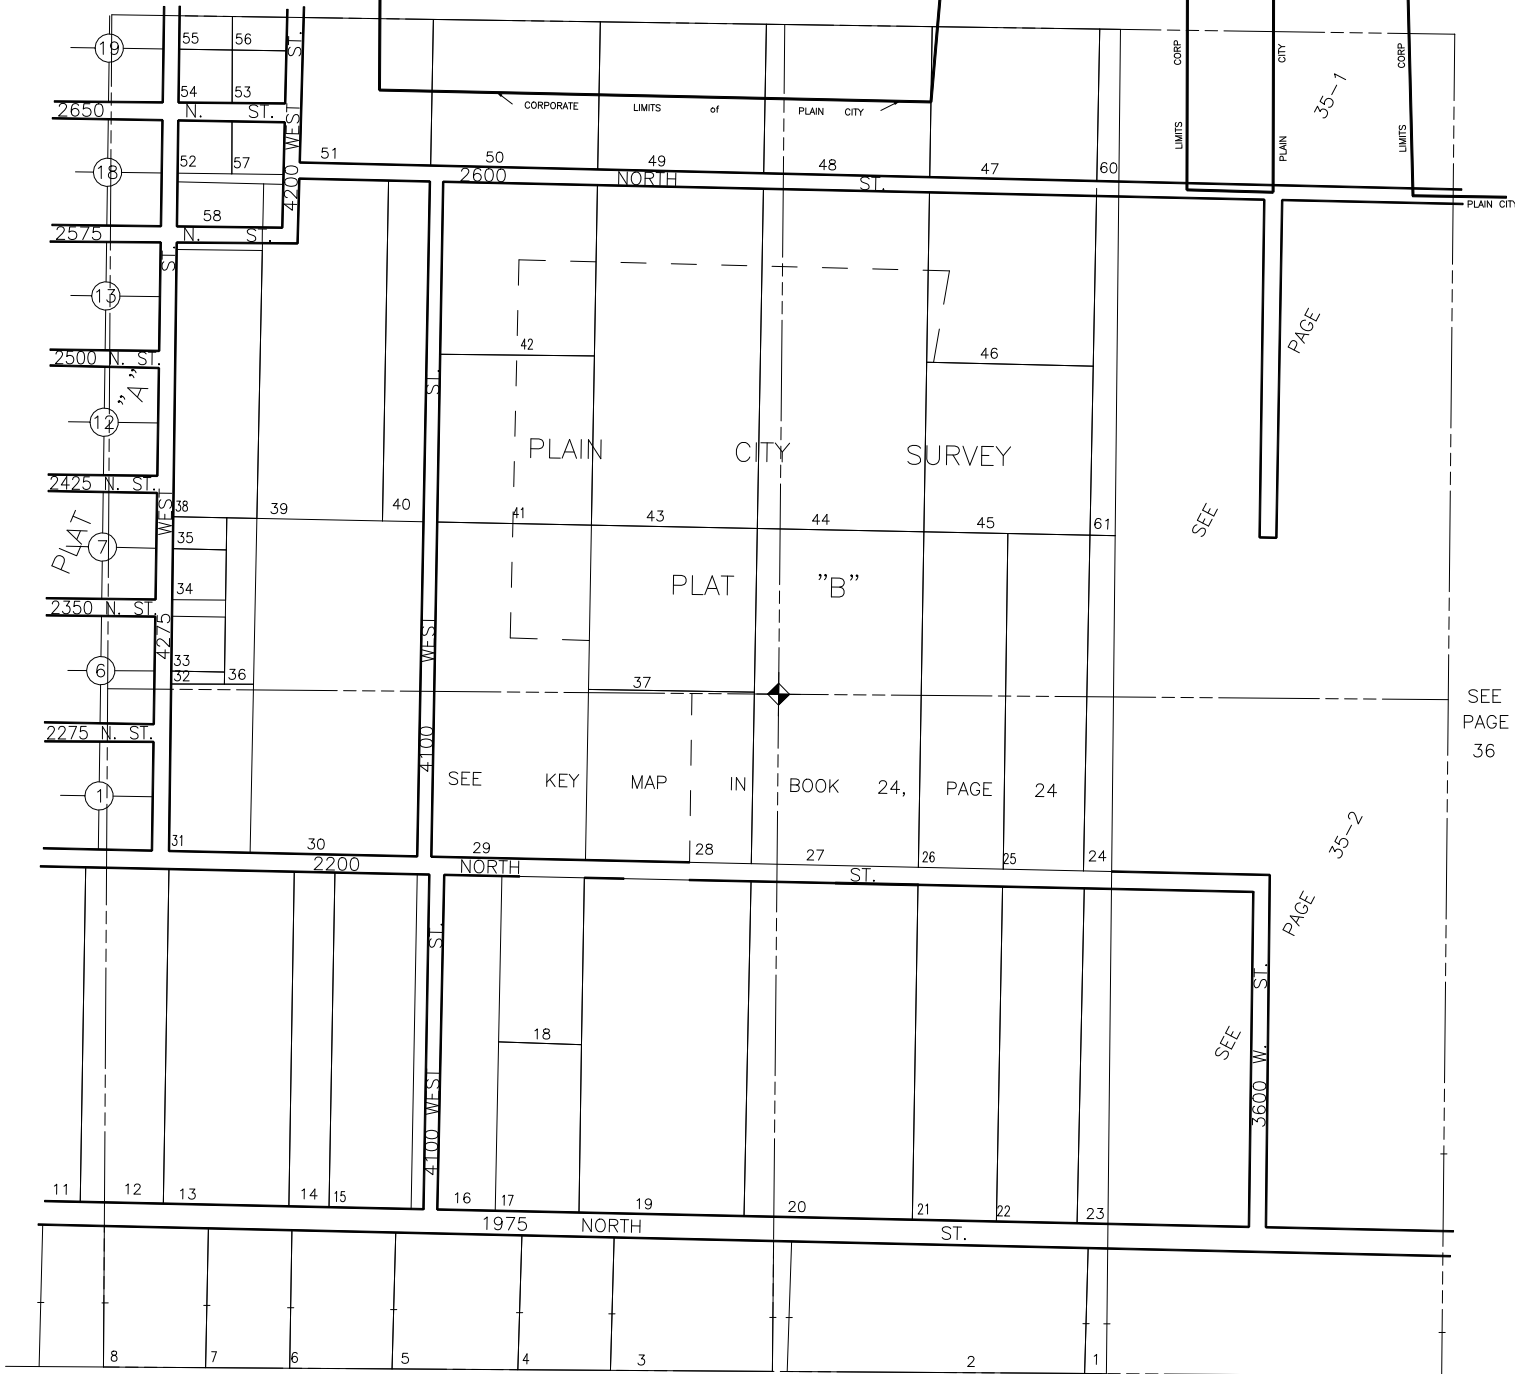 19
55 56
54 53
2650 N. ST.
4200 WEST ST.
18
52 57
58
2575 N. ST.
CORPORATE LIMITS of PLAIN CITY
51 50 49 48 47 60
2600 NORTH ST.
CORP LIMITS
CITY PLAIN
CORP LIMITS
35-1
PLAIN CITY
SEE PAGE
13
2500 N. ST.
"A"
12
2425 N. ST.
PLAT
7
2350 N. ST.
6
2275 N. ST.
1
4275 WEST ST.
42 46
PLAIN CITY SURVEY
38 39 40 41 43 44 45 61
35
34
33
32
36
PLAT "B"
37
4100 WEST ST.
SEE KEY MAP IN BOOK 24, PAGE 24
SEE
PAGE
36
31 30 29 28 27 26 25 24
2200 NORTH ST.
35-2
SEE PAGE
18
4100 WEST ST.
3600 W. ST.
11 12 13 14 15 16 17 19 20 21 22 23
1975 NORTH ST.
8 7 6 5 4 3 2 1